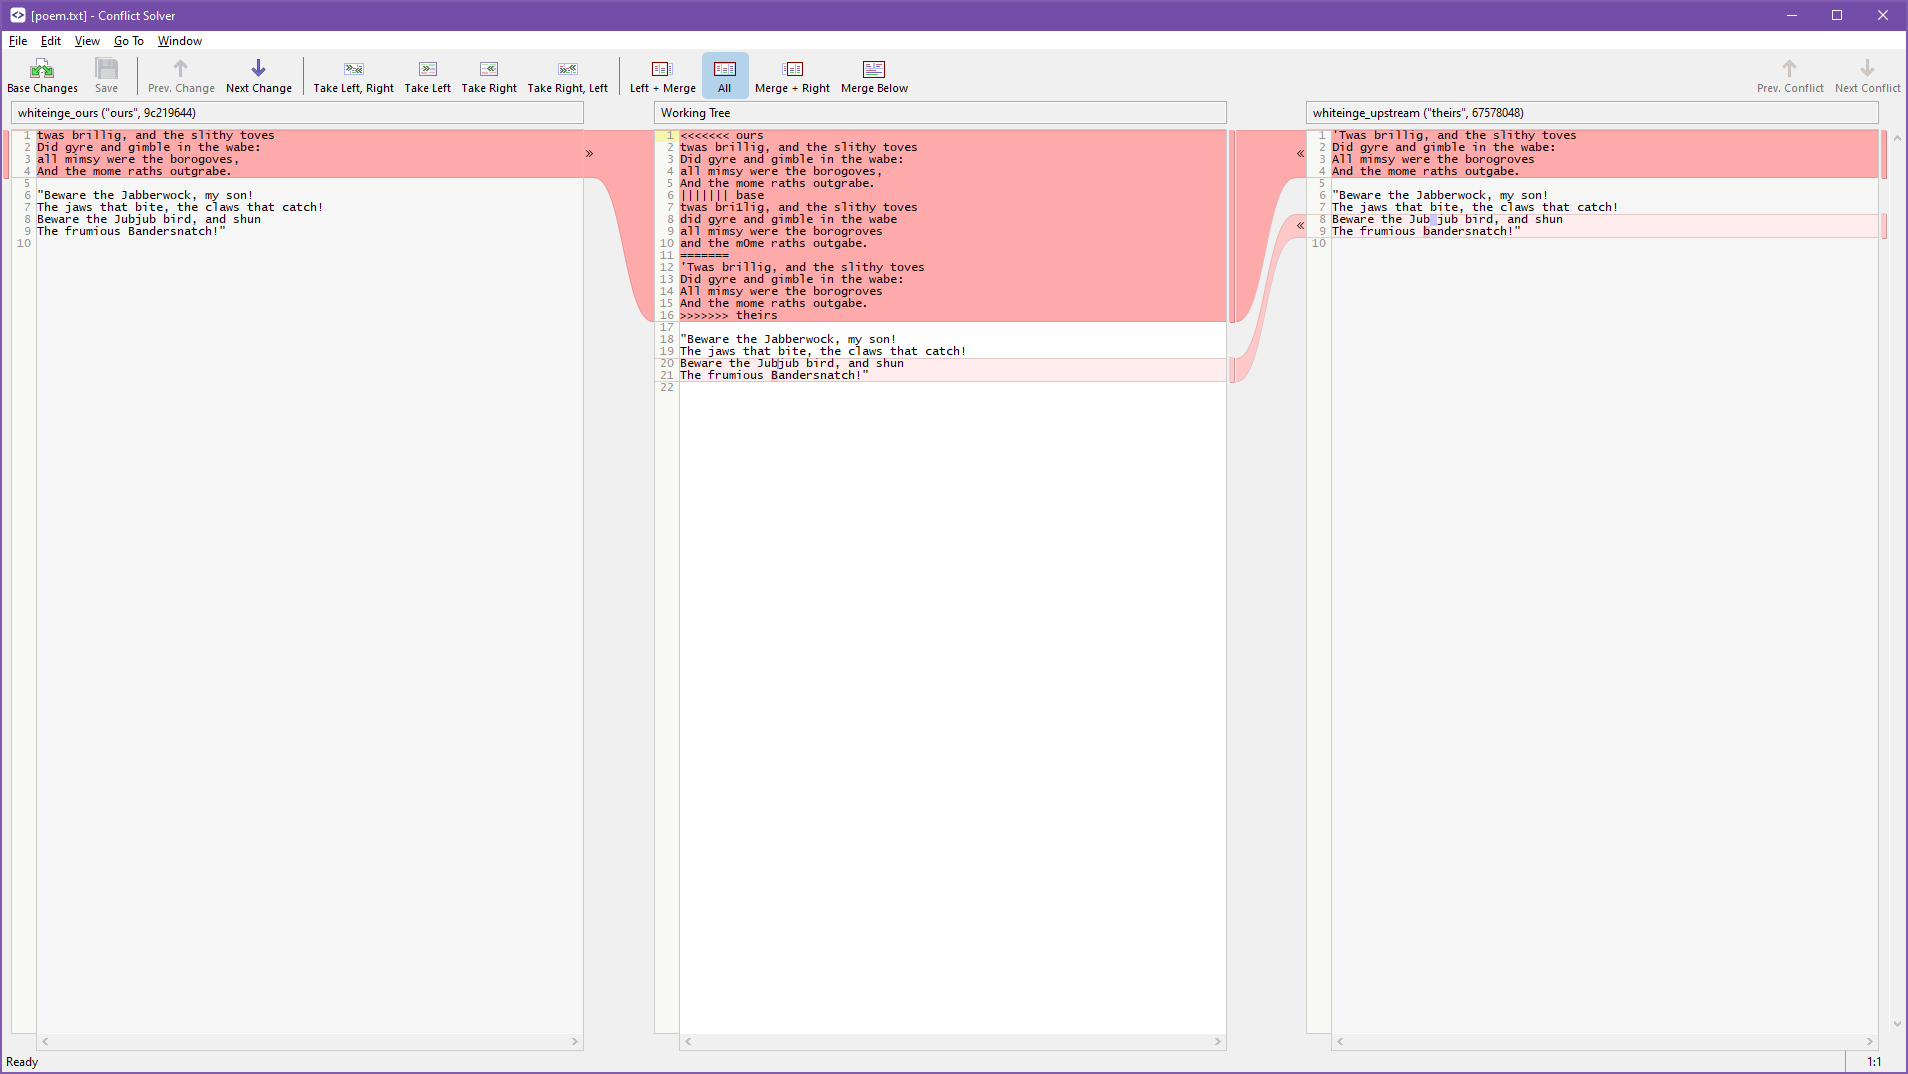 [poem.txt] - Conflict Solver
File Edit View Go To Window
Base Changes Save Prev. Change Next Change Take Left, Right Take Left Take Right Take Right, Left Left + Merge All Merge + Right Merge Below Prev. Conflict Next Conflict
whiteinge_ours ("ours", 9c219644)
1 twas brillig, and the slithy toves
2 Did gyre and gimble in the wabe:
3 all mimsy were the borogoves,
4 And the mome raths outgrabe.
5
6 "Beware the Jabberwock, my son!
7 The jaws that bite, the claws that catch!
8 Beware the Jubjub bird, and shun
9 The frumious Bandersnatch!"
10
»
Working Tree
1 <<<<<<< ours
2 twas brillig, and the slithy toves
3 Did gyre and gimble in the wabe:
4 all mimsy were the borogoves,
5 And the mome raths outgrabe.
6 ||||||| base
7 twas bri1lig, and the slithy toves
8 did gyre and gimble in the wabe
9 all mimsy were the borogroves
10 and the mOme raths outgabe.
11 =======
12 'Twas brillig, and the slithy toves
13 Did gyre and gimble in the wabe:
14 All mimsy were the borogroves
15 And the mome raths outgabe.
16 >>>>>>> theirs
17
18 "Beware the Jabberwock, my son!
19 The jaws that bite, the claws that catch!
20 Beware the Jubjub bird, and shun
21 The frumious Bandersnatch!"
22
«
«
whiteinge_upstream ("theirs", 67578048)
1 'Twas brillig, and the slithy toves
2 Did gyre and gimble in the wabe:
3 All mimsy were the borogroves
4 And the mome raths outgabe.
5
6 "Beware the Jabberwock, my son!
7 The jaws that bite, the claws that catch!
8 Beware the Jub jub bird, and shun
9 The frumious bandersnatch!"
10
Ready
1:1